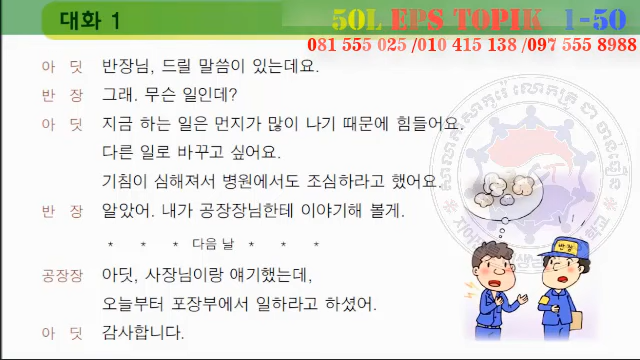 대화 1
50L EPS TOPIK 1-50
081 555 025 /010 415 138 /097 555 8988
아 딧 반장님, 드릴 말씀이 있는데요.
반 장 그래. 무슨 일인데?
아 딧 지금 하는 일은 먼지가 많이 나기 때문에 힘들어요.
다른 일로 바꾸고 싶어요.
기침이 심해져서 병원에서도 조심하라고 했어요.
반 장 알았어. 내가 공장장님한테 이야기해 볼게.
* * * 다음 날 * * *
공장장 아딧, 사장님이랑 얘기했는데,
오늘부터 포장부에서 일하라고 하셨어.
아 딧 감사합니다.
반장